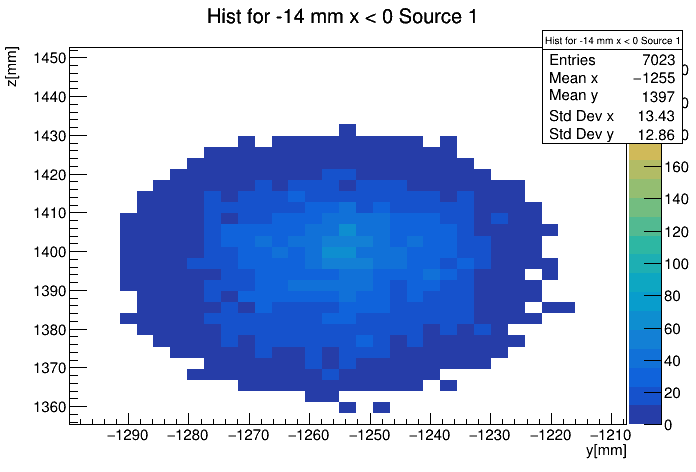 Hist for -14 mm x < 0 Source 1
Hist for -14 mm x < 0 Source 1
Entries 7023
Mean x −1255
Mean y 1397
Std Dev x 13.43
Std Dev y 12.86
z[mm]
1450
1440
1430
1420
1410
1400
1390
1380
1370
1360
−1290 −1280 −1270 −1260 −1250 −1240 −1230 −1220 −1210
y[mm]
160
140
120
100
80
60
40
20
0